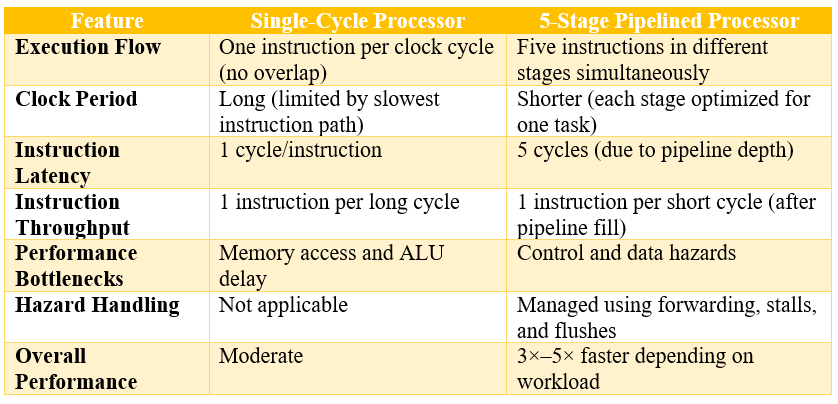 Feature Single-Cycle Processor 5-Stage Pipelined Processor
Execution Flow One instruction per clock cycle Five instructions in different
(no overlap) stages simultaneously
Clock Period Long (limited by slowest Shorter (each stage optimized for
instruction path) one task)
Instruction 1 cycle/instruction 5 cycles (due to pipeline depth)
Latency
Instruction 1 instruction per long cycle 1 instruction per short cycle (after
Throughput pipeline fill)
Performance Memory access and ALU Control and data hazards
Bottlenecks delay
Hazard Handling Not applicable Managed using forwarding, stalls,
and flushes
Overall Moderate 3×–5× faster depending on
Performance workload